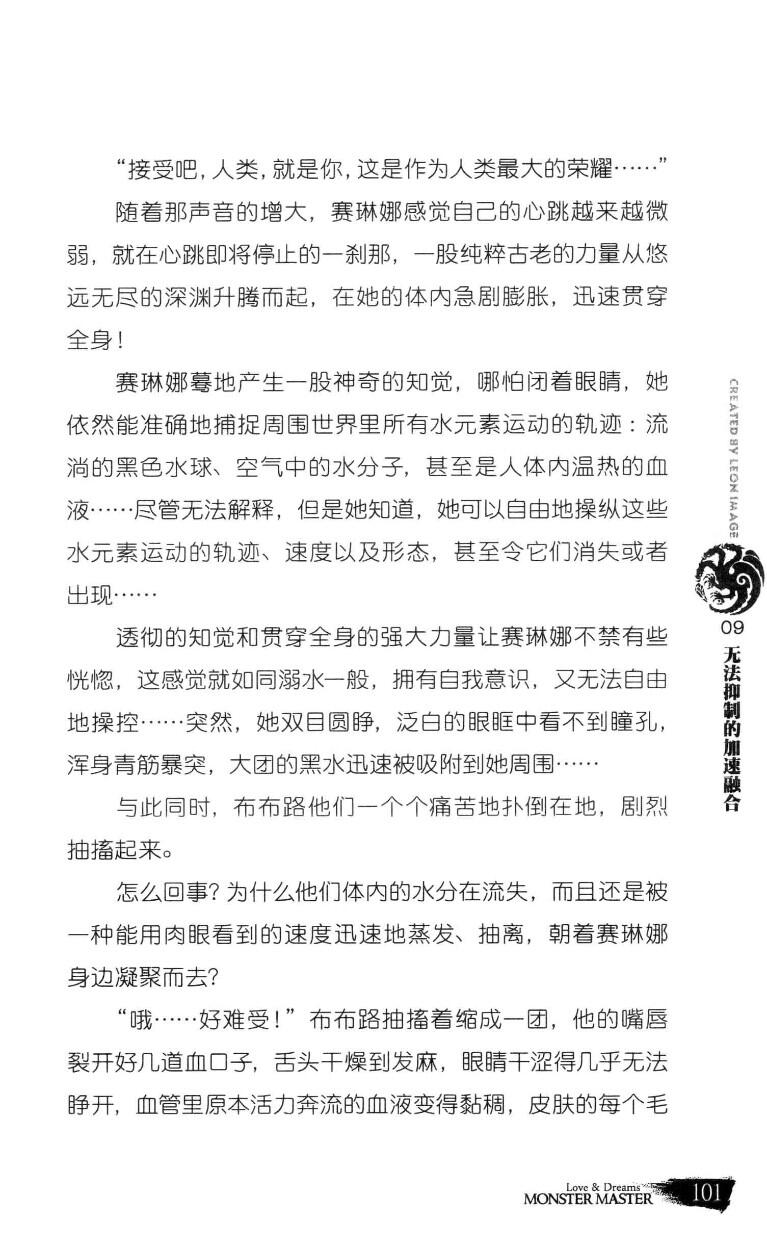 “接受吧，人类，就是你，这是作为人类最大的荣耀……”
随着那声音的增大，赛琳娜感觉自己的心跳越来越微
弱，就在心跳即将停止的一刹那，一股纯粹古老的力量从悠
远无尽的深渊升腾而起，在她的体内急剧膨胀，迅速贯穿
全身！
赛琳娜蓦地产生一股神奇的知觉，哪怕闭着眼睛，她
依然能准确地捕捉周围世界里所有水元素运动的轨迹：流
淌的黑色水球、空气中的水分子，甚至是人体内温热的血
液……尽管无法解释，但是她知道，她可以自由地操纵这些
水元素运动的轨迹、速度以及形态，甚至令它们消失或者
出现……
透彻的知觉和贯穿全身的强大力量让赛琳娜不禁有些
恍惚，这感觉就如同溺水一般，拥有自我意识，又无法自由
地操控……突然，她双目圆睁，泛白的眼眶中看不到瞳孔，
浑身青筋暴突，大团的黑水迅速被吸附到她周围……
与此同时，布布路他们一个个痛苦地扑倒在地，剧烈
抽搐起来。
怎么回事？为什么他们体内的水分在流失，而且还是被
一种能用肉眼看到的速度迅速地蒸发、抽离，朝着赛琳娜
身边凝聚而去？
“哦……好难受！”布布路抽搐着缩成一团，他的嘴唇
裂开好几道血口子，舌头干燥到发麻，眼睛干涩得几乎无法
睁开，血管里原本活力奔流的血液变得黏稠，皮肤的每个毛
CREATED BY LEON IMAGE
09
无法抑制的加速融合
Love & Dreams
MONSTER MASTER
101